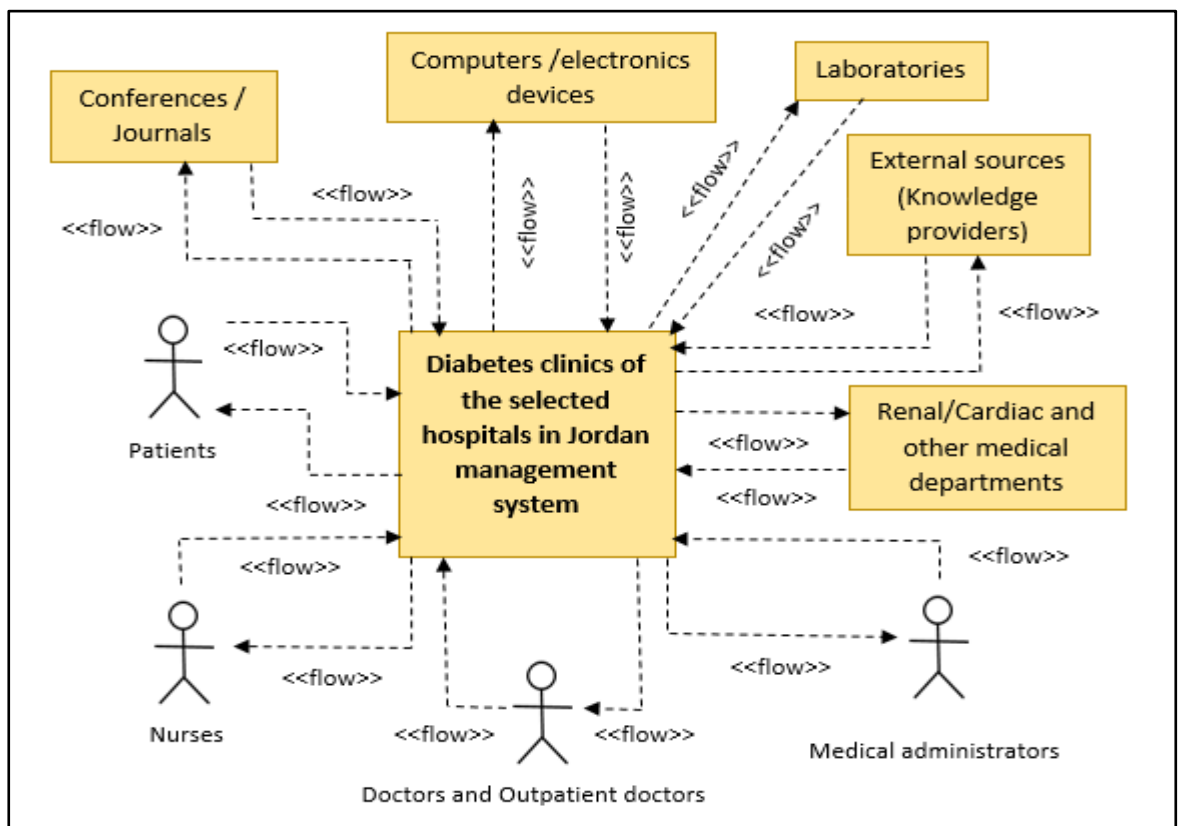 Conferences /
Journals
Computers /electronics
devices
Laboratories
External sources
(Knowledge
providers)
<<flow>>
<<flow>>
<<flow>>
<<flow>>
<<flow>>
<<flow>>
<<flow>>
<<flow>>
Patients
<<flow>>
<<flow>>
Diabetes clinics of
the selected
hospitals in Jordan
management
system
Renal/Cardiac and
other medical
departments
<<flow>>
<<flow>>
Nurses
<<flow>>
<<flow>>
Doctors and Outpatient doctors
<<flow>>
<<flow>>
Medical administrators
<<flow>>
<<flow>>